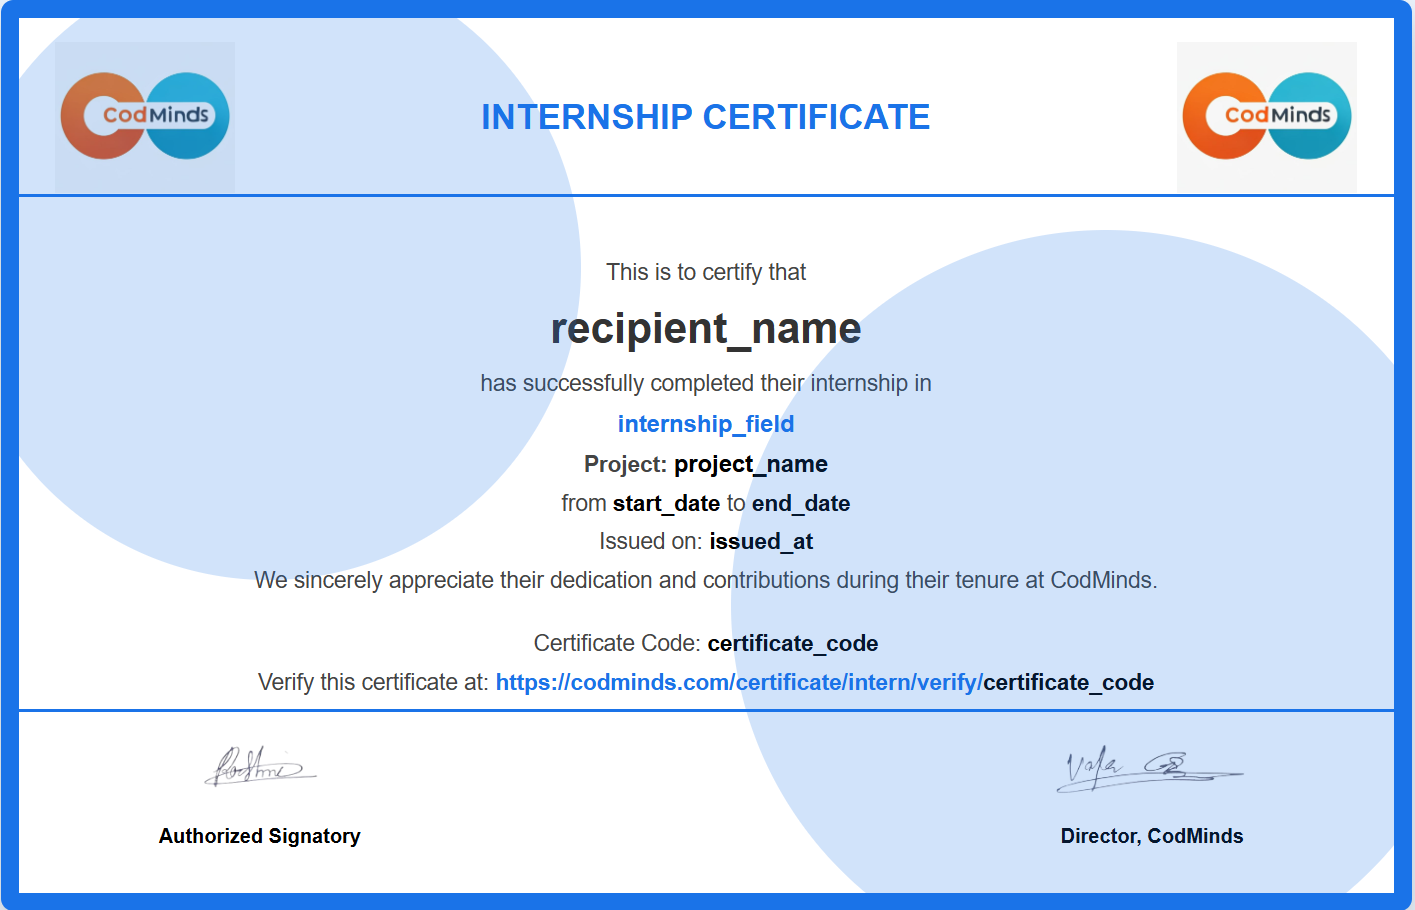 CodMinds
INTERNSHIP CERTIFICATE
CodMinds
This is to certify that
recipient_name
has successfully completed their internship in
internship_field
Project: project_name
from start_date to end_date
Issued on: issued_at
We sincerely appreciate their dedication and contributions during their tenure at CodMinds.
Certificate Code: certificate_code
Verify this certificate at: https://codminds.com/certificate/intern/verify/certificate_code
Authorized Signatory
Director, CodMinds